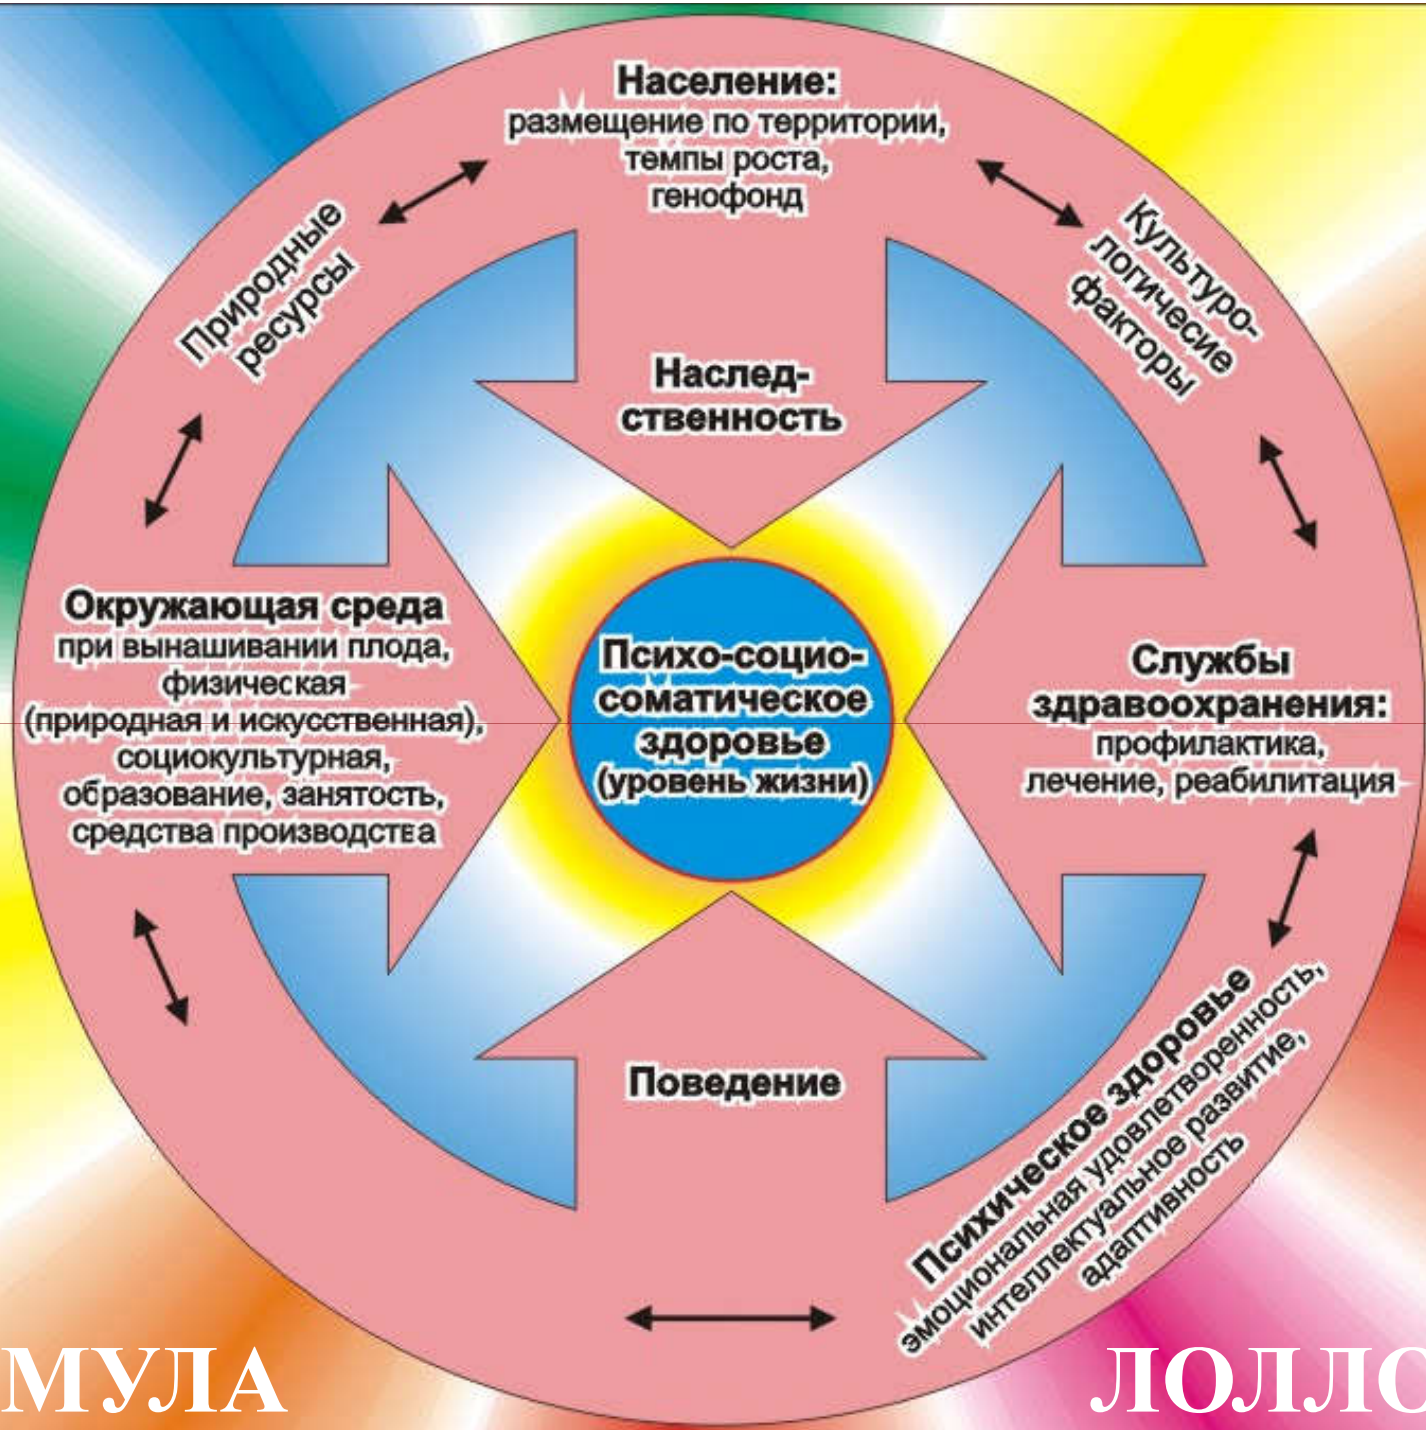 Население:
размещение по территории,
темпы роста,
генофонд
Природные
ресурсы
Культуро-
логичесие
факторы
Наслед-
ственность
Окружающая среда
при вынашивании плода,
физическая
(природная и искусственная),
социокультурная,
образование, занятость,
средства производства
Психо-социо-
соматическое
здоровье
(уровень жизни)
Службы
здравоохранения:
профилактика,
лечение, реабилитация
Поведение
Психическое здоровье
эмоциональная удовлетворенность,
интеллектуальное развитие,
адаптивность
МУЛА
ЛОЛЛО